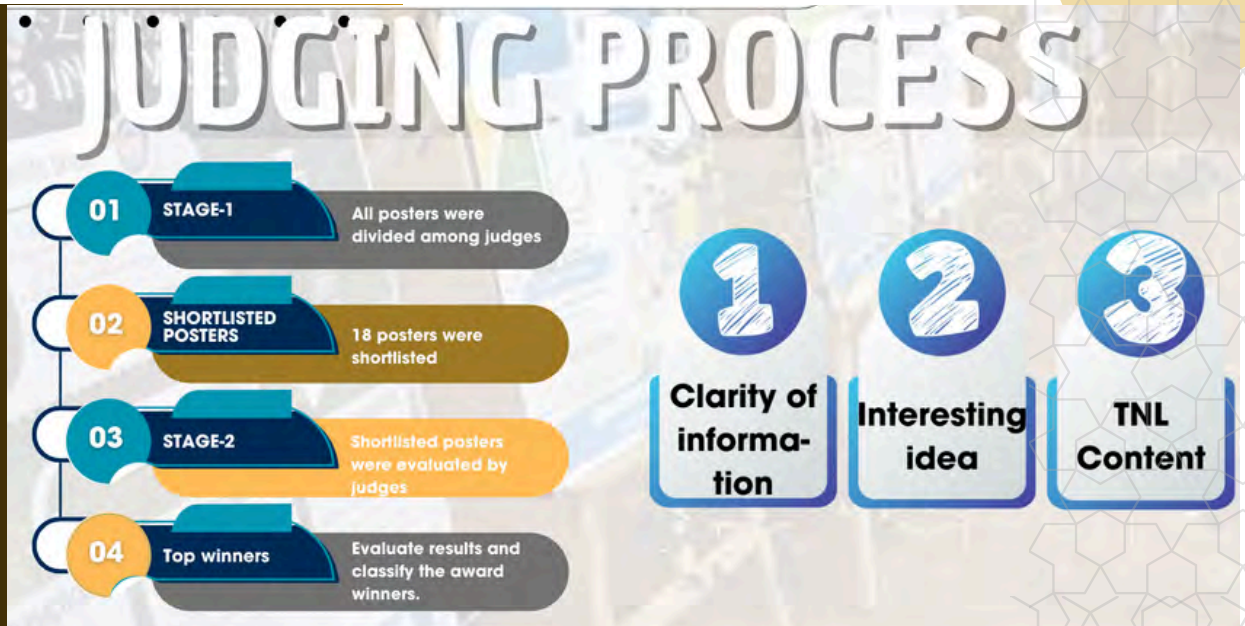 JUDGING PROCESS
01
STAGE-1
All posters were
divided among judges
02
SHORTLISTED
POSTERS
18 posters were
shortlisted
03
STAGE-2
Shortlisted posters
were evaluated by
judges
04
Top winners
Evaluate results and
classify the award
winners.
1
Clarity of
informa-
tion
2
Interesting
idea
3
TNL
Content